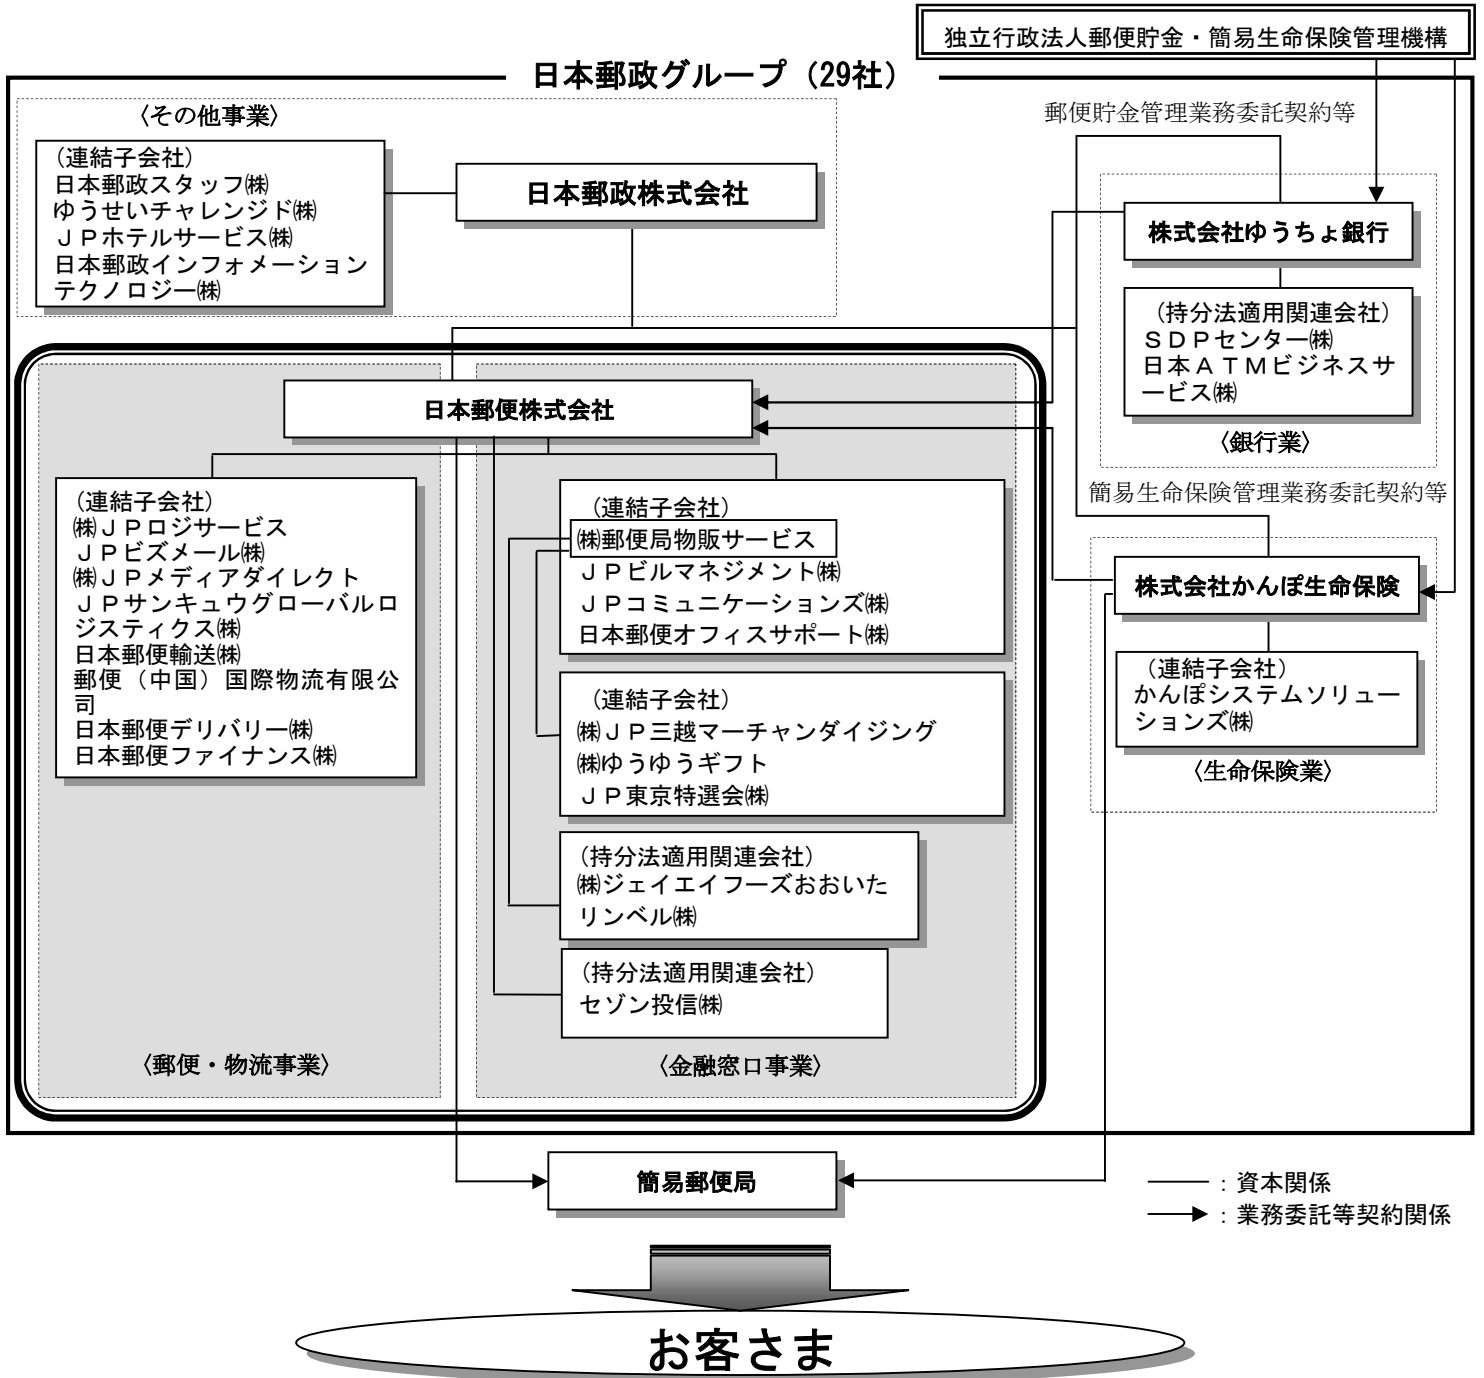 独立行政法人郵便貯金・簡易生命保険管理機構
日本郵政グループ（29社）
〈その他事業〉
（連結子会社）
日本郵政スタッフ㈱
ゆうせいチャレンジド㈱
ＪＰホテルサービス㈱
日本郵政インフォメーション
テクノロジー㈱
日本郵政株式会社
郵便貯金管理業務委託契約等
株式会社ゆうちょ銀行
（持分法適用関連会社）
ＳＤＰセンター㈱
日本ＡＴＭビジネスサ
ービス㈱
〈銀行業〉
日本郵便株式会社
（連結子会社）
㈱ＪＰロジサービス
ＪＰビズメール㈱
㈱ＪＰメディアダイレクト
ＪＰサンキュウグローバルロ
ジスティクス㈱
日本郵便輸送㈱
郵便（中国）国際物流有限公
司
日本郵便デリバリー㈱
日本郵便ファイナンス㈱
〈郵便・物流事業〉
（連結子会社）
㈱郵便局物販サービス
ＪＰビルマネジメント㈱
ＪＰコミュニケーションズ㈱
日本郵便オフィスサポート㈱
（連結子会社）
㈱ＪＰ三越マーチャンダイジング
㈱ゆうゆうギフト
ＪＰ東京特選会㈱
（持分法適用関連会社）
㈱ジェイエイフーズおおいた
リンベル㈱
（持分法適用関連会社）
セゾン投信㈱
〈金融窓口事業〉
簡易生命保険管理業務委託契約等
株式会社かんぽ生命保険
（連結子会社）
かんぽシステムソリュー
ションズ㈱
〈生命保険業〉
簡易郵便局
：資本関係
：業務委託等契約関係
お客さま